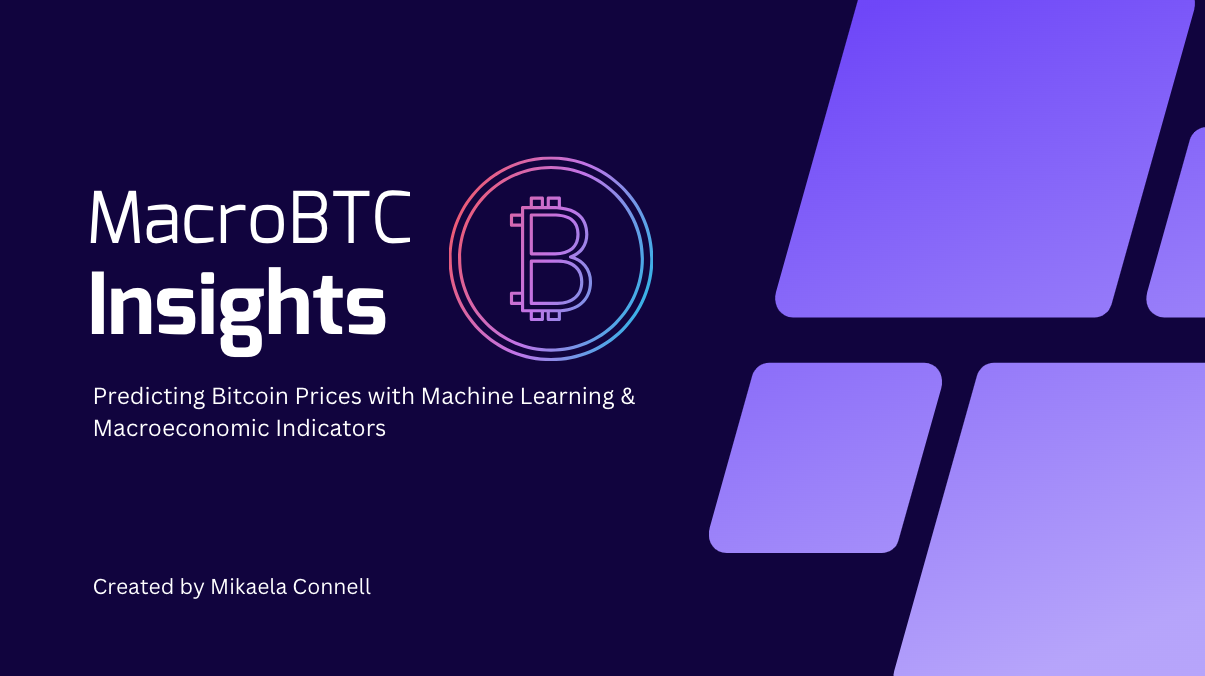 MacroBTC
Insights
Predicting Bitcoin Prices with Machine Learning &
Macroeconomic Indicators
Created by Mikaela Connell